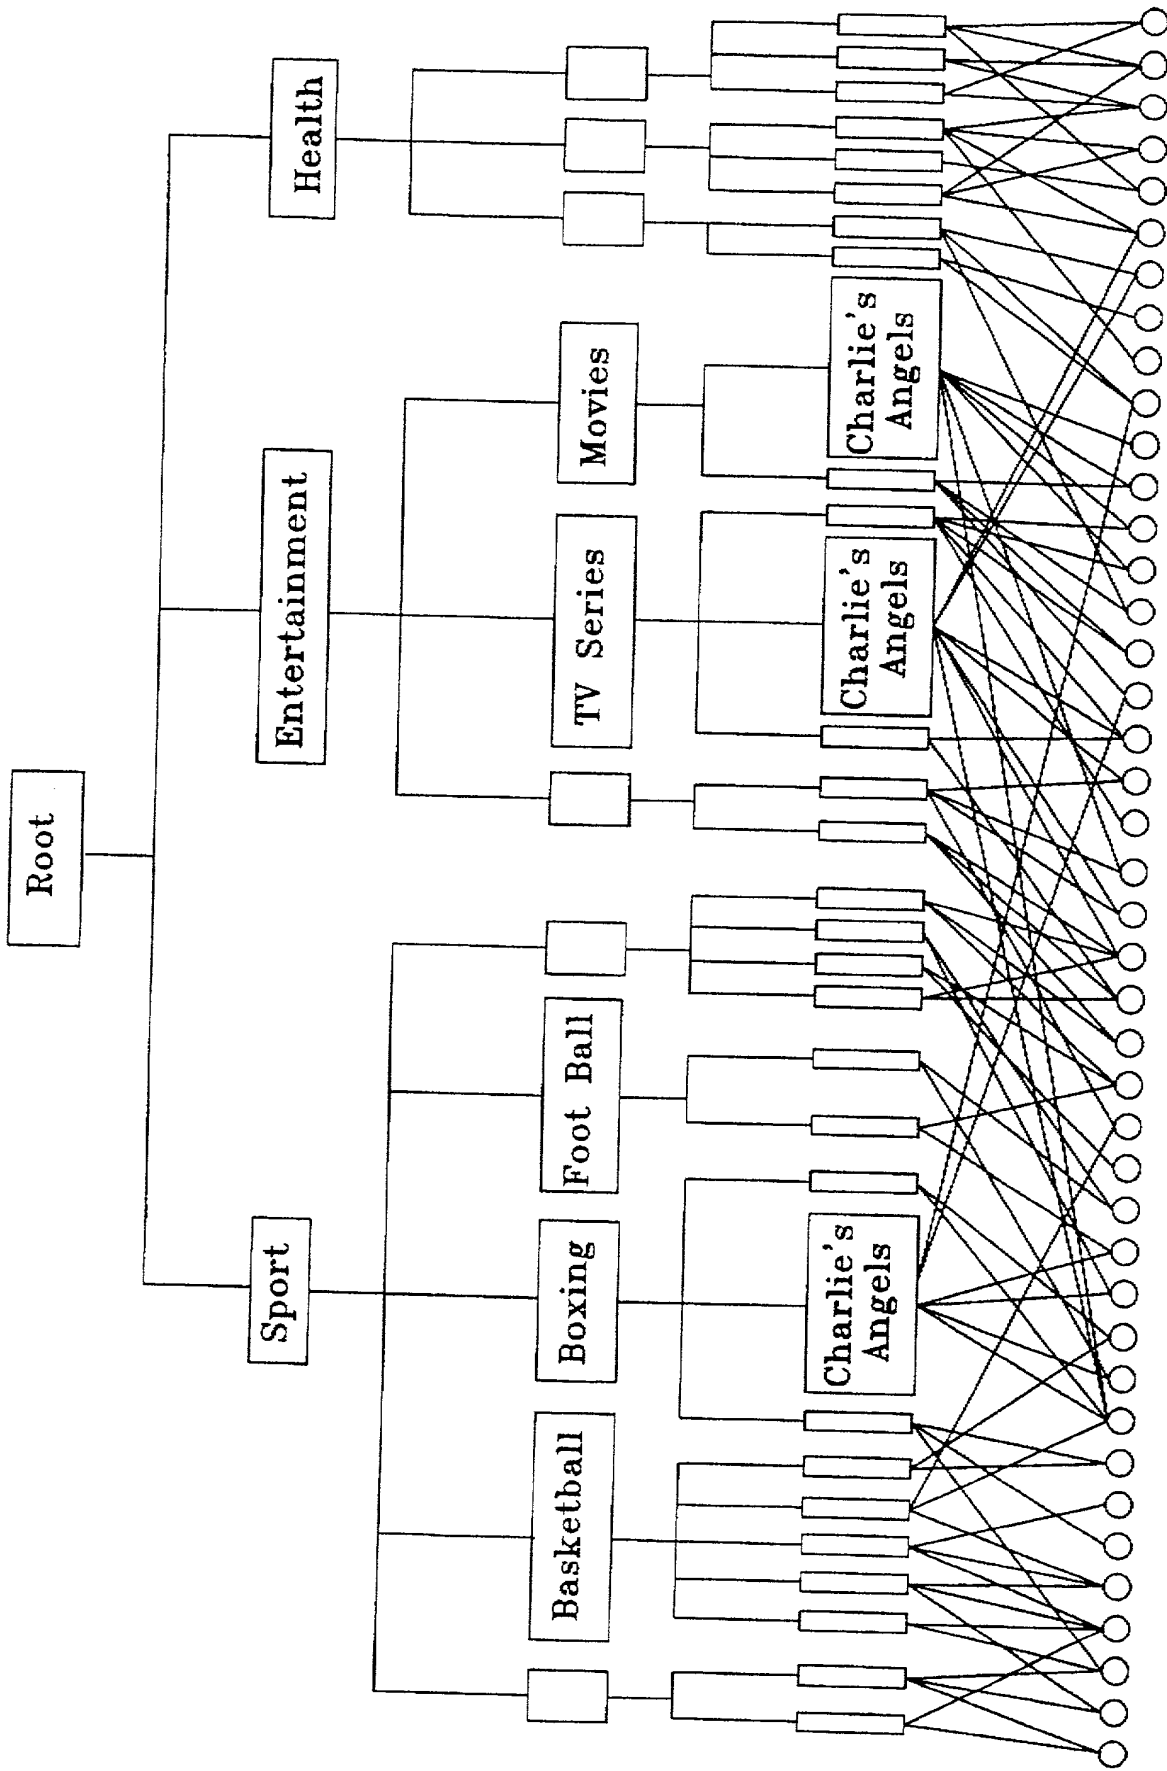 Root
Sport
Entertainment
Health
Basketball
Boxing
Foot Ball
TV Series
Movies
Charlie's
Angels
Charlie's
Angels
Charlie's
Angels